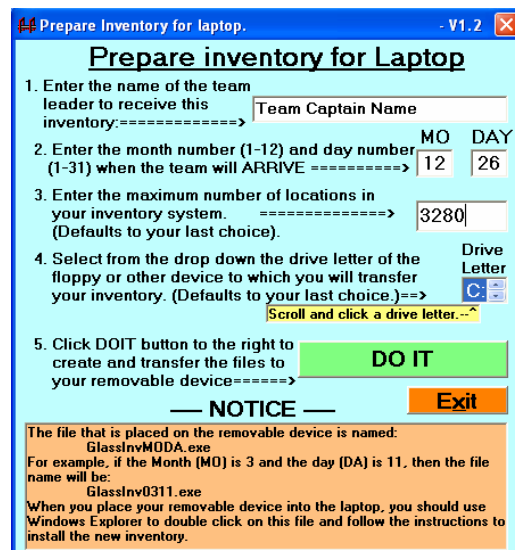 Prepare Inventory for laptop. - V1.2
Prepare inventory for Laptop
1. Enter the name of the team
leader to receive this
inventory:=============>
Team Captain Name
MO DAY
2. Enter the month number (1-12) and day number
(1-31) when the team will ARRIVE ==========>
12 26
3. Enter the maximum number of locations in
your inventory system. =============>
(Defaults to your last choice).
3280
4. Select from the drop down the drive letter of the
floppy or other device to which you will transfer
your inventory. (Defaults to your last choice.)==>
Drive
Letter
C:
Scroll and click a drive letter.--^
5. Click DOIT button to the right to
create and transfer the files to
your removable device======>
DO IT
Exit
--- NOTICE ---
The file that is placed on the removable device is named:
GlassInvMODA.exe
For example, if the Month (MO) is 3 and the day (DA) is 11, then the file
name will be:
GlassInv0311.exe
When you place your removable device into the laptop, you should use
Windows Explorer to double click on this file and follow the instructions to
install the new inventory.